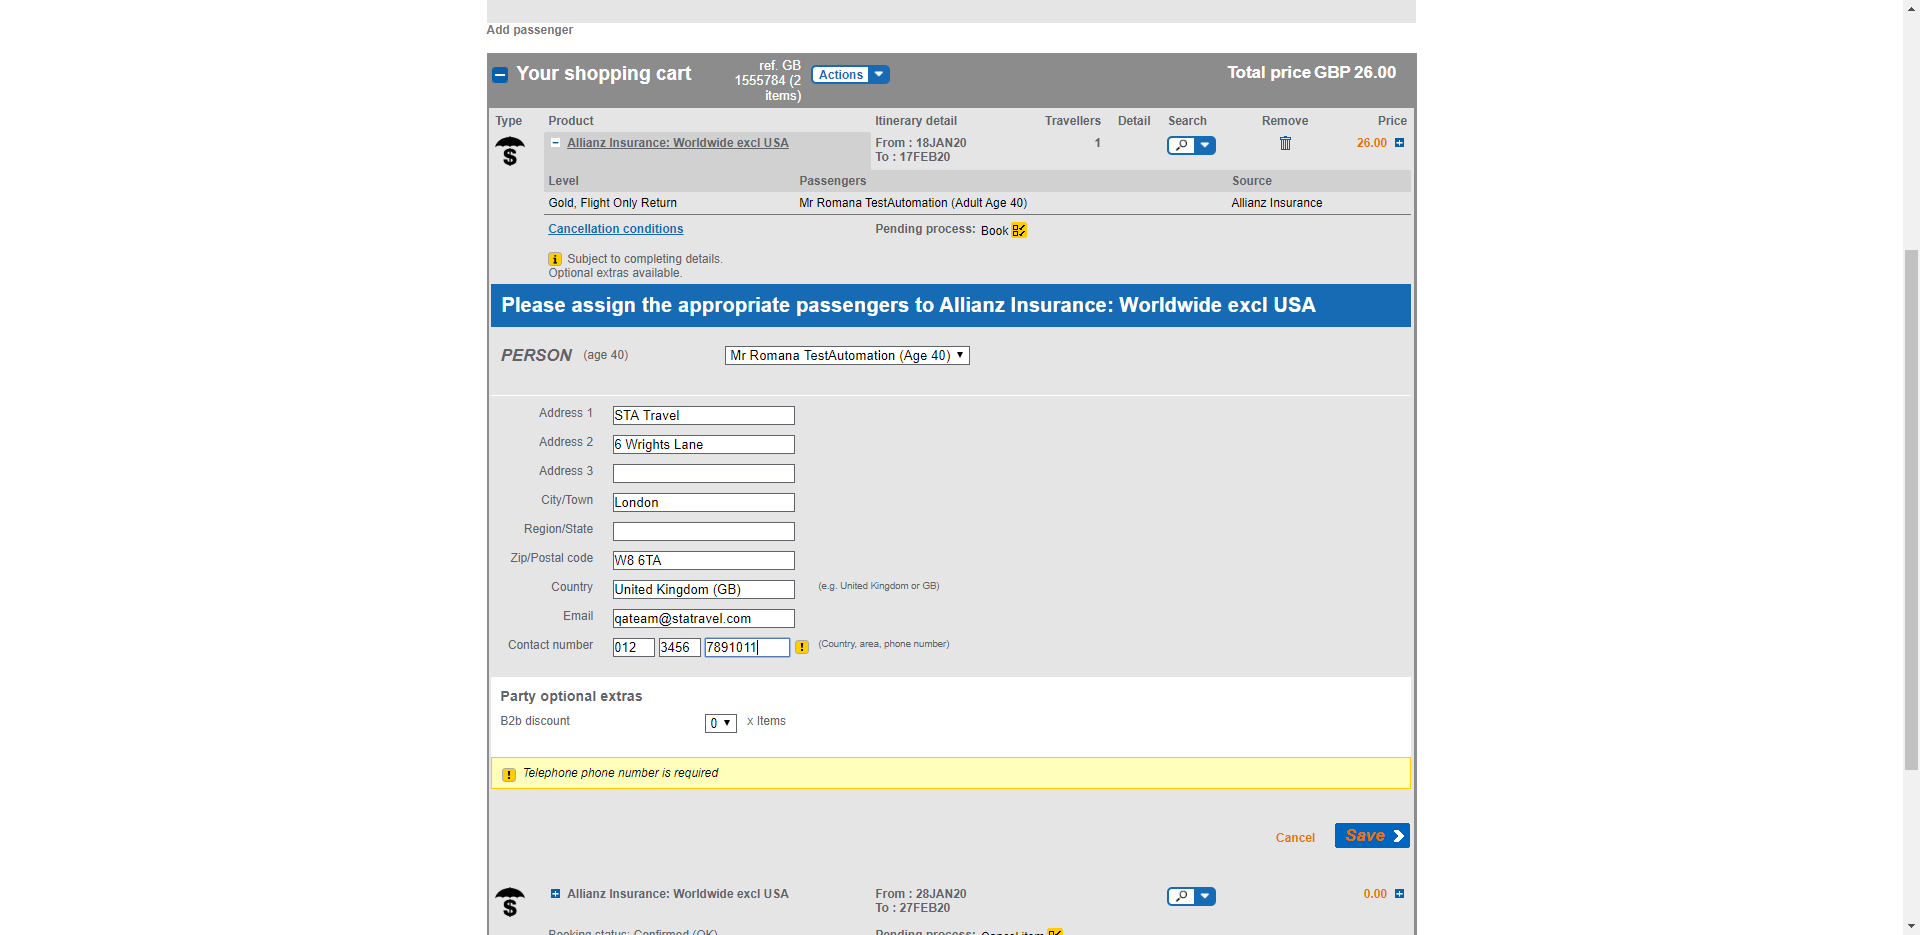 Add passenger
Your shopping cart
ref. GB
1555784 (2
items)
Actions
Total price GBP 26.00
Type Product Itinerary detail Travellers Detail Search Remove Price
Allianz Insurance: Worldwide excl USA From : 18JAN20 1 26.00
To : 17FEB20
Level Passengers Source
Gold, Flight Only Return Mr Romana TestAutomation (Adult Age 40) Allianz Insurance
Cancellation conditions Pending process: Book
Subject to completing details.
Optional extras available.
Please assign the appropriate passengers to Allianz Insurance: Worldwide excl USA
PERSON (age 40) Mr Romana TestAutomation (Age 40)
Address 1 STA Travel
Address 2 6 Wrights Lane
Address 3
City/Town London
Region/State
Zip/Postal code W8 6TA
Country United Kingdom (GB) (e.g. United Kingdom or GB)
Email qateam@statravel.com
Contact number 012 3456 7891011 (Country, area, phone number)
Party optional extras
B2b discount 0 x Items
Telephone phone number is required
Cancel Save
Allianz Insurance: Worldwide excl USA From : 28JAN20 0.00
To : 27FEB20
Booking status: Confirmed (OK) Pending process: Cancel item